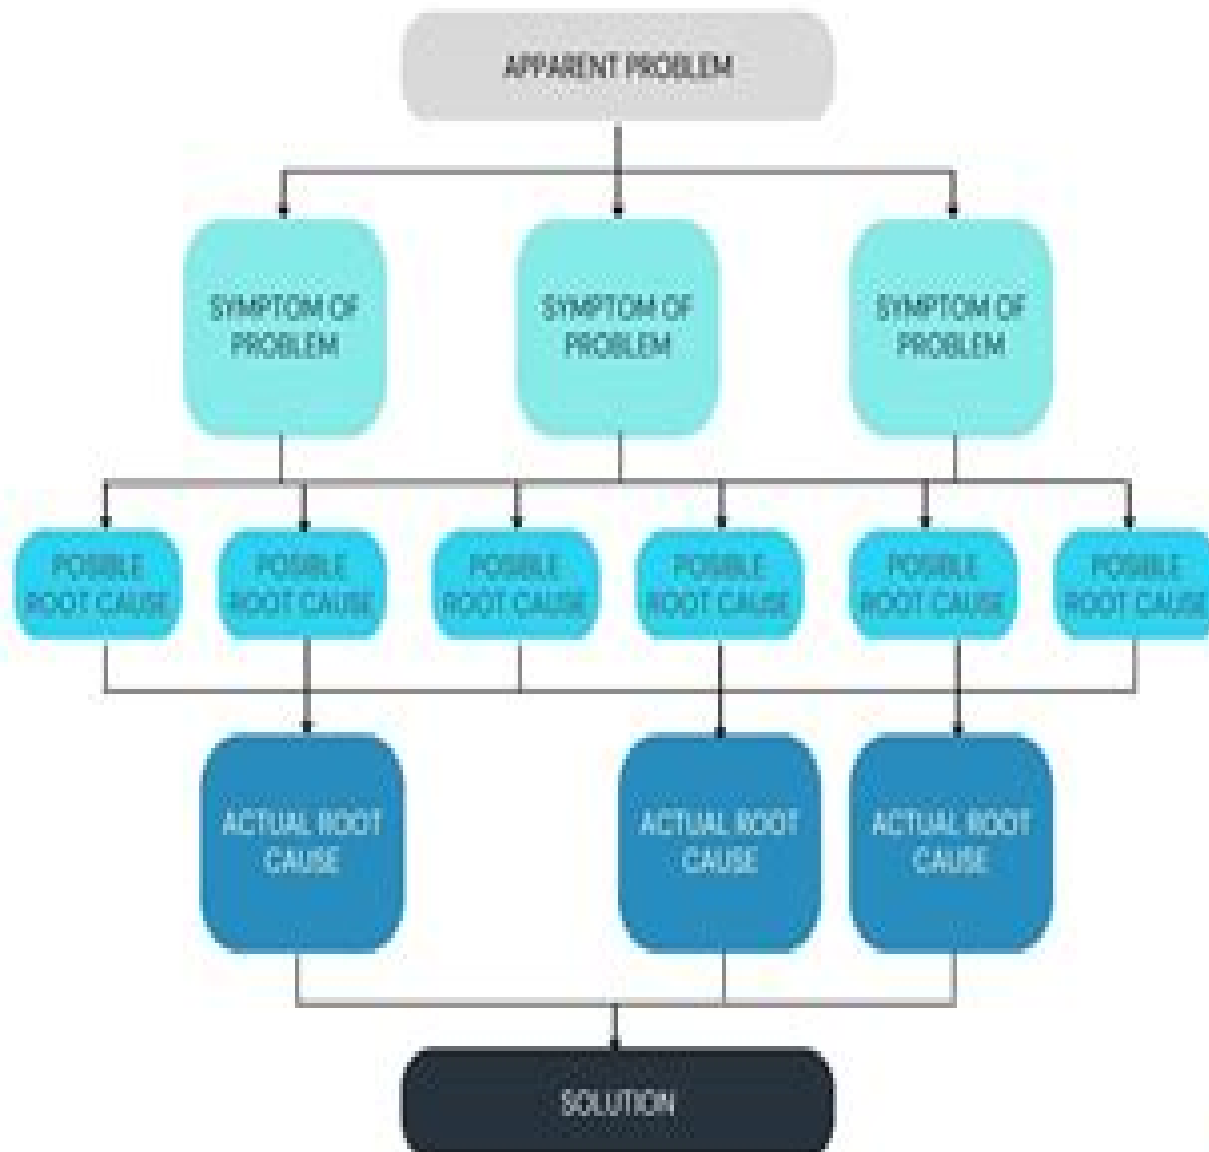 APPARENT PROBLEM
SYMPTOM OF
PROBLEM
SYMPTOM OF
PROBLEM
SYMPTOM OF
PROBLEM
POSIBLE
ROOT CAUSE
POSIBLE
ROOT CAUSE
POSIBLE
ROOT CAUSE
POSIBLE
ROOT CAUSE
POSIBLE
ROOT CAUSE
POSIBLE
ROOT CAUSE
ACTUAL ROOT
CAUSE
ACTUAL ROOT
CAUSE
ACTUAL ROOT
CAUSE
SOLUTION